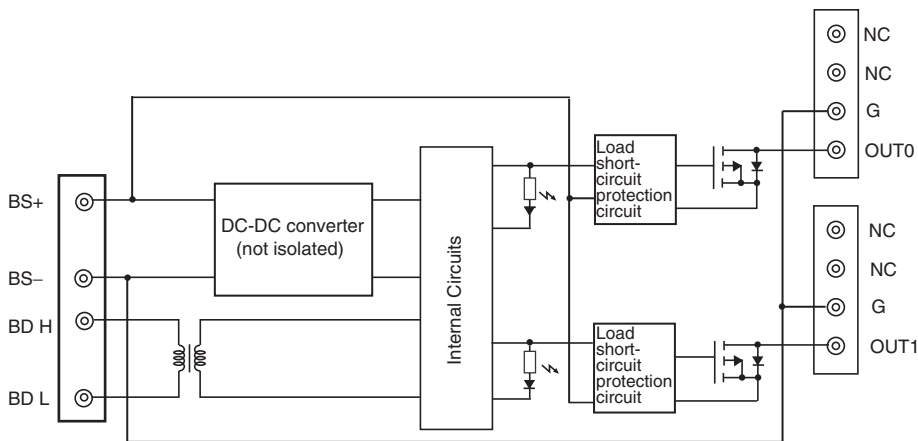 NC
NC
G
OUT0
Load
short-
circuit
protection
circuit
BS+
DC-DC converter
(not isolated)
BS–
BD H
BD L
Internal Circuits
NC
NC
G
OUT1
Load
short-
circuit
protection
circuit